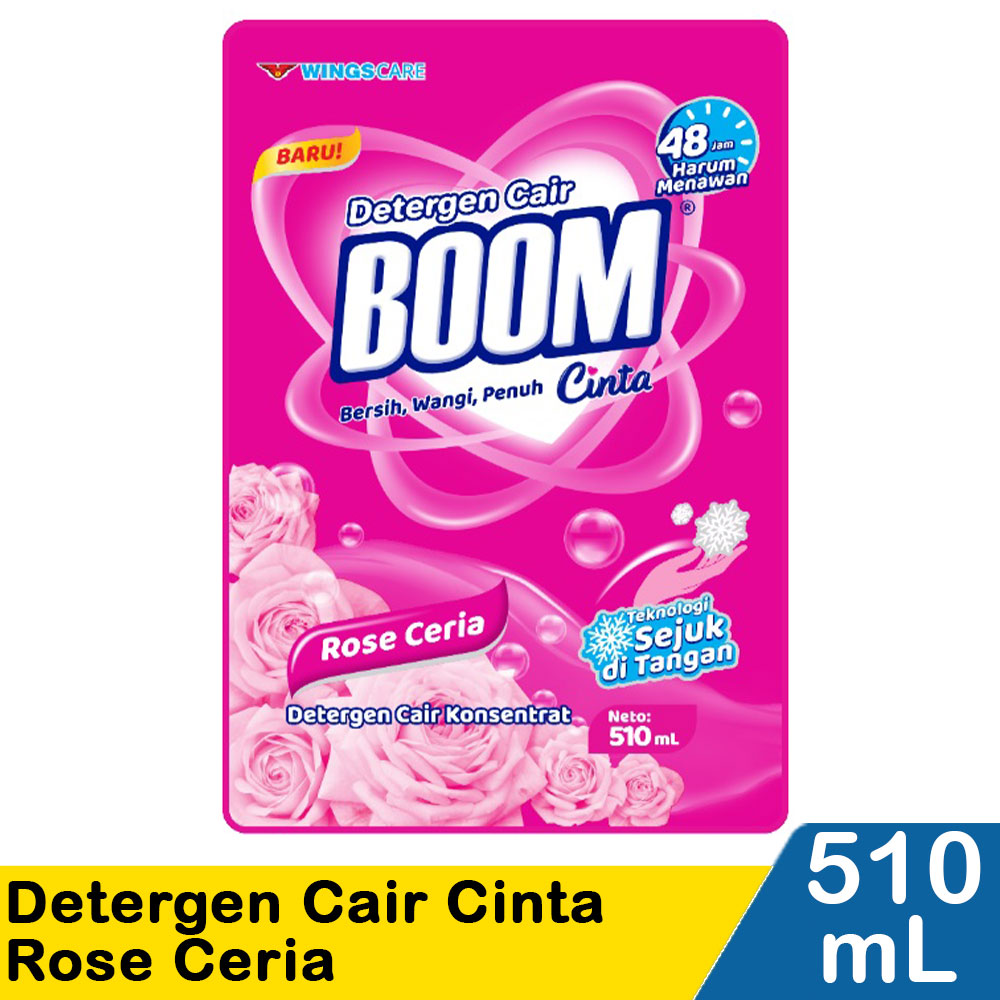 WINGSCARE
BARU!
48 Jam
Harum
Menawan
Detergen Cair
BOOM®
Bersih, Wangi, Penuh Cinta
Teknologi
Sejuk
di Tangan
Rose Ceria
Detergen Cair Konsentrat
Neto:
510 mL
Detergen Cair Cinta
Rose Ceria
510
mL